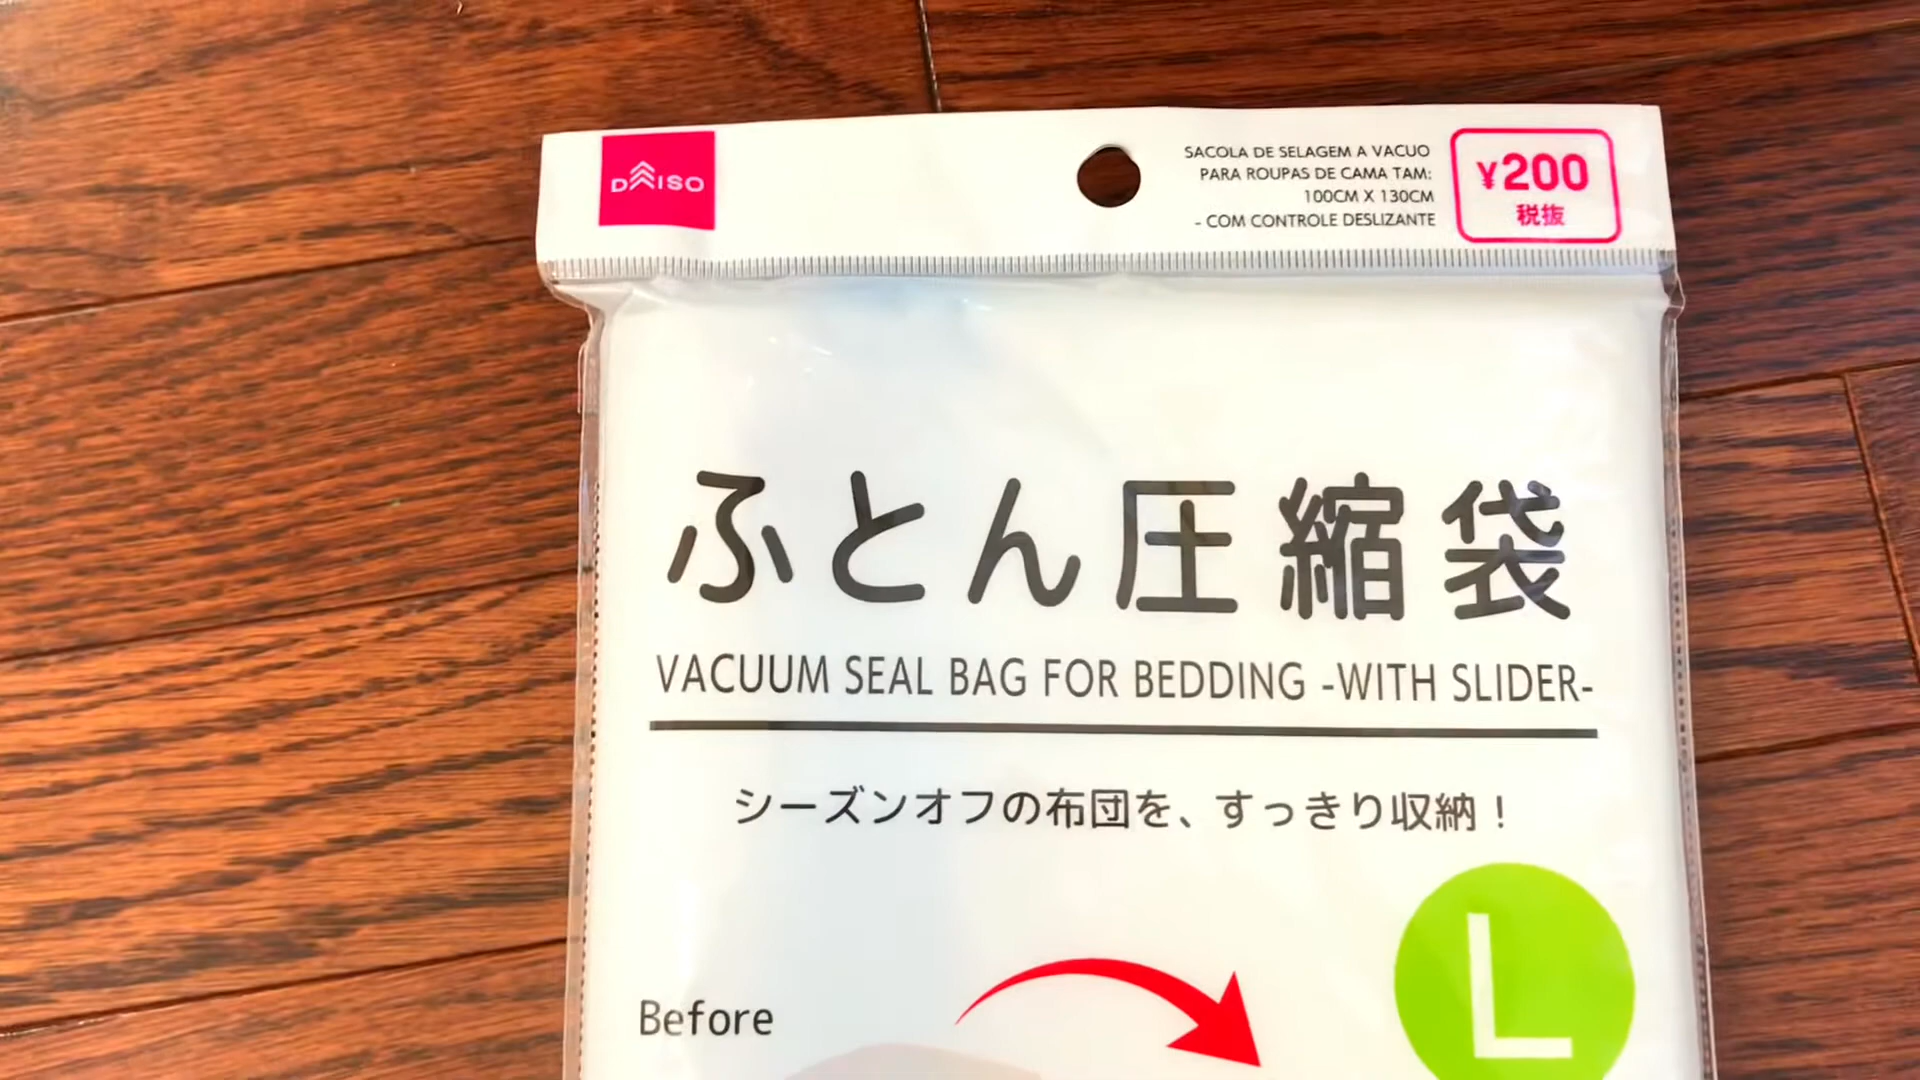 DAISO
SACOLA DE SELAGEM A VACUO
PARA ROUPAS DE CAMA TAM:
100CM X 130CM
- COM CONTROLE DESLIZANTE
¥200
税抜
ふとん圧縮袋
VACUUM SEAL BAG FOR BEDDING -WITH SLIDER-
シーズンオフの布団を、すっきり収納！
L
Before